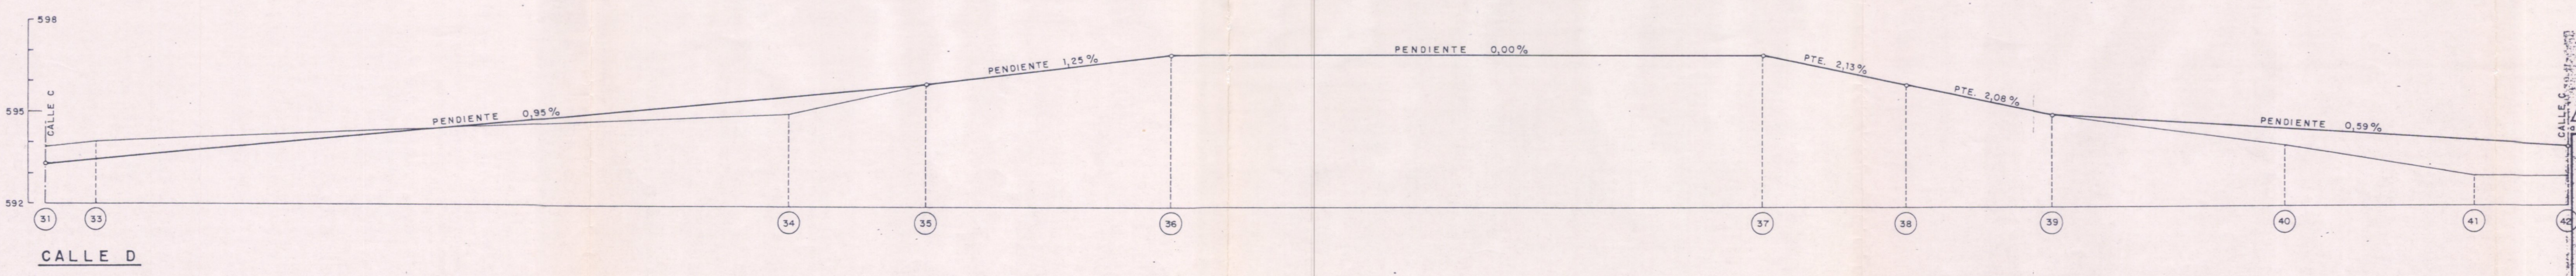 598
595
592
CALLE C
PENDIENTE 0,95%
PENDIENTE 1,25%
PENDIENTE 0,00%
PTE. 2,13%
PTE. 2,08%
PENDIENTE 0,59%
CALLE C
31
33
34
35
36
37
38
39
40
41
42
CALLE D